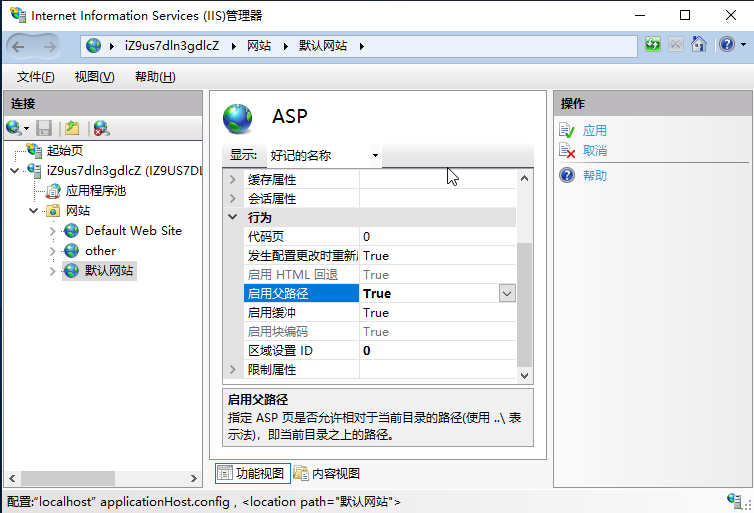 Internet Information Services (IIS)管理器
iZ9us7dln3gdlcZ 网站 默认网站
文件(F) 视图(V) 帮助(H)
连接
起始页
iZ9us7dln3gdlcZ (IZ9US7DL
应用程序池
网站
Default Web Site
other
默认网站
ASP
显示: 好记的名称
缓存属性
会话属性
行为
代码页 0
发生配置更改时重新 True
启用 HTML 回退 True
启用父路径 True
启用缓冲 True
启用块编码 True
区域设置 ID 0
限制属性
启用父路径
指定 ASP 页是否允许相对于当前目录的路径(使用 ..\ 表
示法)，即当前目录之上的路径。
功能视图 内容视图
操作
应用
取消
帮助
配置:"localhost" applicationHost.config , <location path="默认网站">